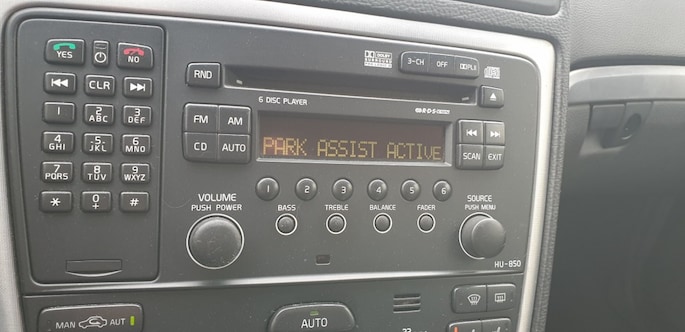 YES
NO
CLR
1
2 ABC
3 DEF
4 GHI
5 JKL
6 MNO
7 PQRS
8 TUV
9 WXYZ
*
0 +
#
RND
DOLBY
SURROUND
3-CH
OFF
6 DISC PLAYER
R·D·S
FM
AM
CD
AUTO
PARK ASSIST ACTIVE
SCAN
EXIT
1 2 3 4 5 6
VOLUME
PUSH POWER
BASS
TREBLE
BALANCE
FADER
SOURCE
PUSH MENU
HU-850
MAN
AUT
AUTO